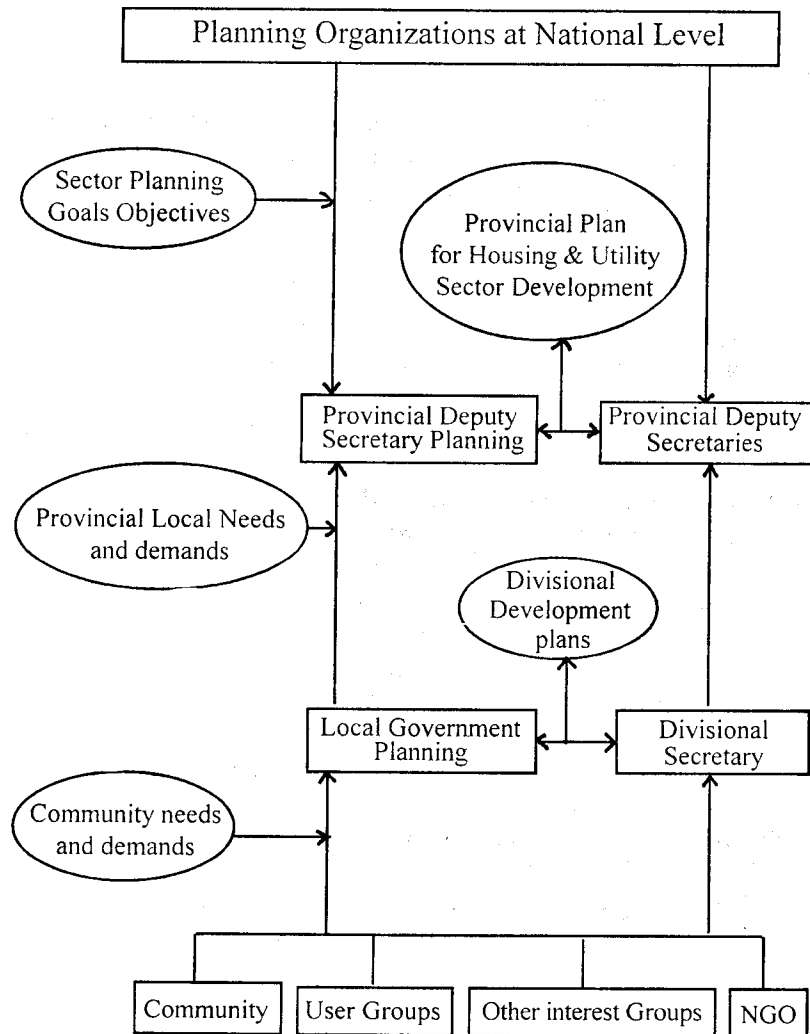 Planning Organizations at National Level
Sector Planning
Goals Objectives
Provincial Plan
for Housing & Utility
Sector Development
Provincial Deputy
Secretary Planning
Provincial Deputy
Secretaries
Provincial Local Needs
and demands
Divisional
Development
plans
Local Government
Planning
Divisional
Secretary
Community needs
and demands
Community
User Groups
Other interest Groups
NGO